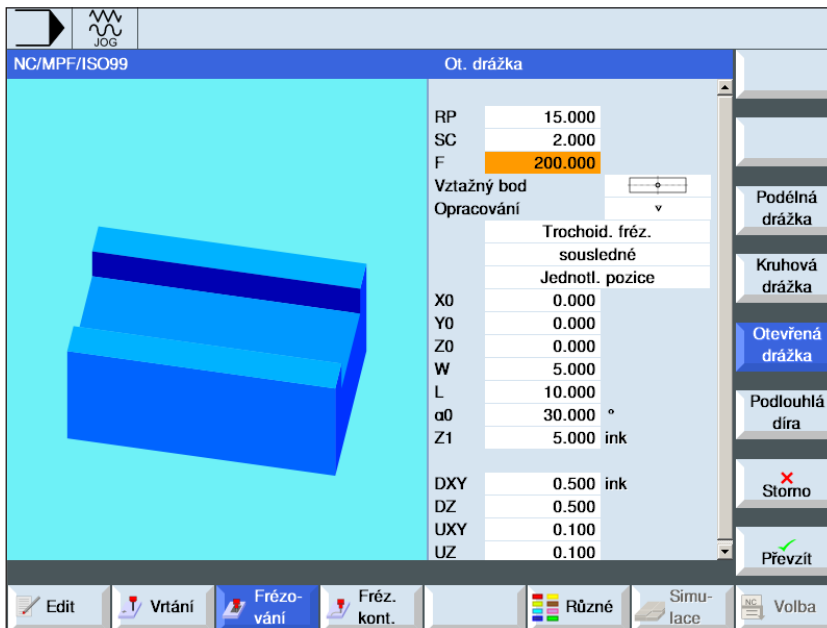 JOG
NC/MPF/ISO99
Ot. drážka
RP 15.000
SC 2.000
F 200.000
Vztažný bod
Opracování ▿
Trochoid. fréz.
sousledné
Jednotl. pozice
X0 0.000
Y0 0.000
Z0 0.000
W 5.000
L 10.000
α0 30.000 °
Z1 5.000 ink
DXY 0.500 ink
DZ 0.500
UXY 0.100
UZ 0.100
Podélná
drážka
Kruhová
drážka
Otevřená
drážka
Podlouhlá
díra
Storno
Převzít
Edit
Vrtání
Frézo-
vání
Fréz.
kont.
Různé
Simu-
lace
NC
Volba